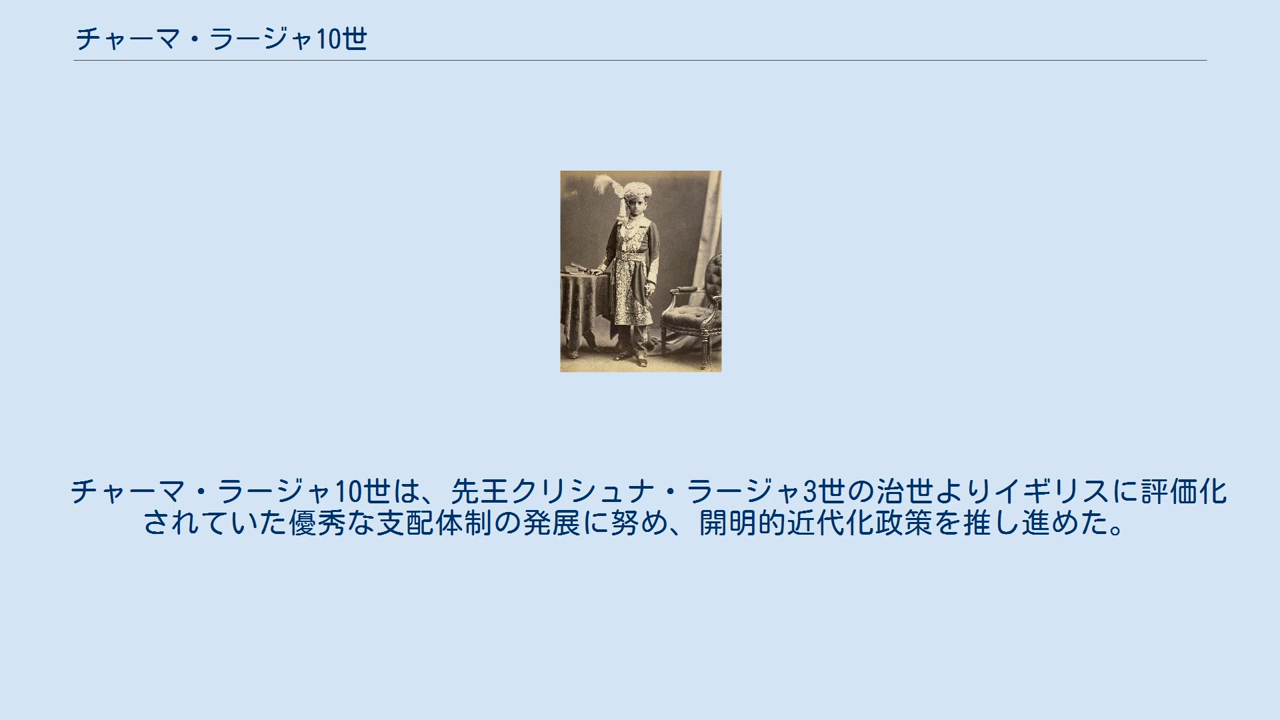 チャーマ・ラージャ10世
チャーマ・ラージャ10世は、先王クリシュナ・ラージャ3世の治世よりイギリスに評価化
されていた優秀な支配体制の発展に努め、開明的近代化政策を推し進めた。